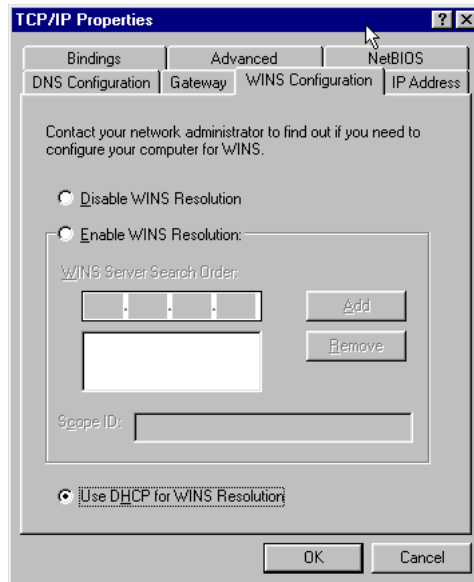 TCP/IP Properties
Bindings Advanced NetBIOS
DNS Configuration Gateway WINS Configuration IP Address
Contact your network administrator to find out if you need to
configure your computer for WINS.
Disable WINS Resolution
Enable WINS Resolution:
WINS Server Search Order:
Add
Remove
Scope ID:
Use DHCP for WINS Resolution
OK Cancel